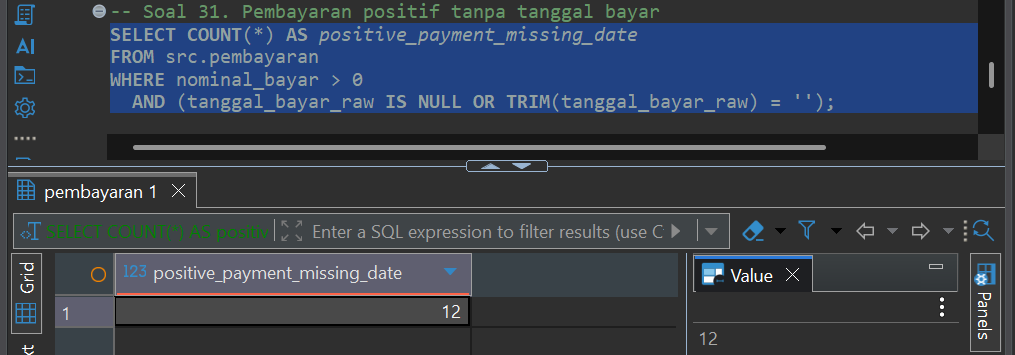 -- Soal 31. Pembayaran positif tanpa tanggal bayar
SELECT COUNT(*) AS positive_payment_missing_date
FROM src.pembayaran
WHERE nominal_bayar > 0
AND (tanggal_bayar_raw IS NULL OR TRIM(tanggal_bayar_raw) = '');
AI
pembayaran 1
SELECT COUNT(*) AS positiv
Enter a SQL expression to filter results (use C
Grid
123 positive_payment_missing_date
1
12
Value
12
Panels